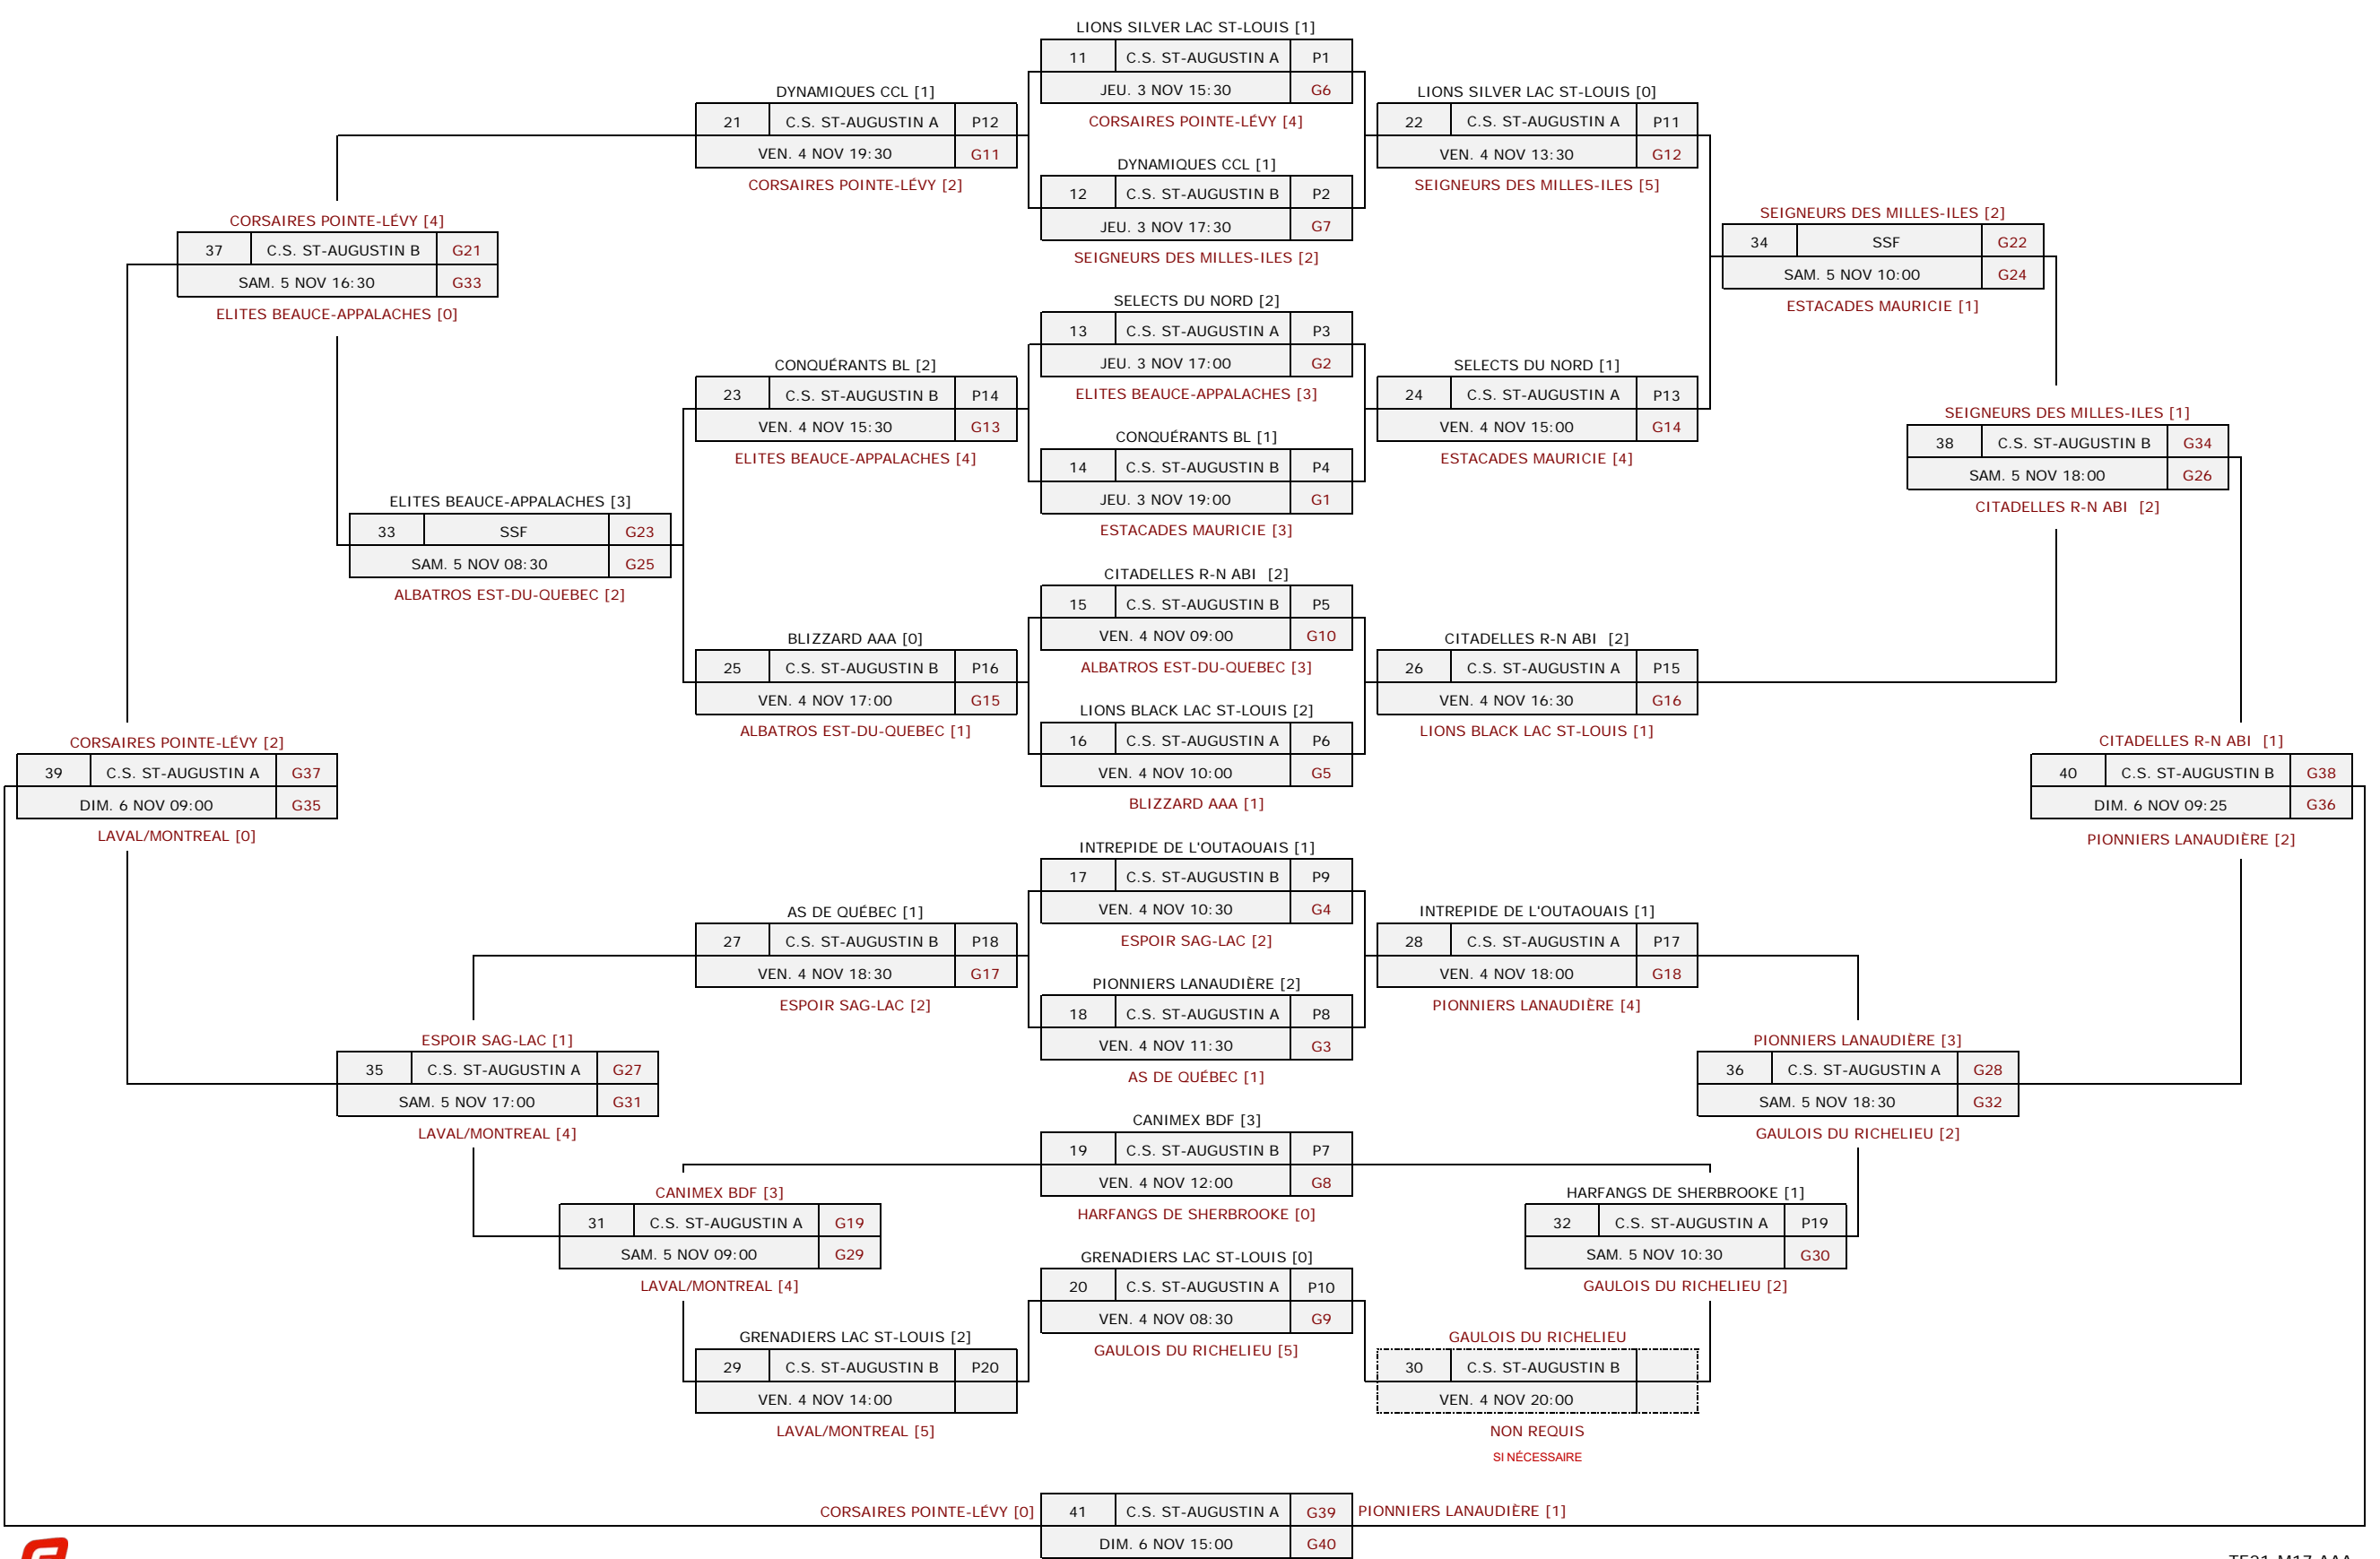 LIONS SILVER LAC ST-LOUIS [1]
11 C.S. ST-AUGUSTIN A P1
JEU. 3 NOV 15:30 G6
CORSAIRES POINTE-LÉVY [4]
DYNAMIQUES CCL [1]
21 C.S. ST-AUGUSTIN A P12
VEN. 4 NOV 19:30 G11
CORSAIRES POINTE-LÉVY [2]
LIONS SILVER LAC ST-LOUIS [0]
22 C.S. ST-AUGUSTIN A P11
VEN. 4 NOV 13:30 G12
SEIGNEURS DES MILLES-ILES [5]
DYNAMIQUES CCL [1]
12 C.S. ST-AUGUSTIN B P2
JEU. 3 NOV 17:30 G7
SEIGNEURS DES MILLES-ILES [2]
CORSAIRES POINTE-LÉVY [4]
37 C.S. ST-AUGUSTIN B G21
SAM. 5 NOV 16:30 G33
ELITES BEAUCE-APPALACHES [0]
SEIGNEURS DES MILLES-ILES [2]
34 SSF G22
SAM. 5 NOV 10:00 G24
ESTACADES MAURICIE [1]
SELECTS DU NORD [2]
13 C.S. ST-AUGUSTIN A P3
JEU. 3 NOV 17:00 G2
ELITES BEAUCE-APPALACHES [3]
CONQUÉRANTS BL [2]
23 C.S. ST-AUGUSTIN B P14
VEN. 4 NOV 15:30 G13
ELITES BEAUCE-APPALACHES [4]
SELECTS DU NORD [1]
24 C.S. ST-AUGUSTIN A P13
VEN. 4 NOV 15:00 G14
ESTACADES MAURICIE [4]
CONQUÉRANTS BL [1]
14 C.S. ST-AUGUSTIN B P4
JEU. 3 NOV 19:00 G1
ESTACADES MAURICIE [3]
SEIGNEURS DES MILLES-ILES [1]
38 C.S. ST-AUGUSTIN B G34
SAM. 5 NOV 18:00 G26
CITADELLES R-N ABI [2]
ELITES BEAUCE-APPALACHES [3]
33 SSF G23
SAM. 5 NOV 08:30 G25
ALBATROS EST-DU-QUEBEC [2]
CITADELLES R-N ABI [2]
15 C.S. ST-AUGUSTIN B P5
VEN. 4 NOV 09:00 G10
ALBATROS EST-DU-QUEBEC [3]
BLIZZARD AAA [0]
25 C.S. ST-AUGUSTIN B P16
VEN. 4 NOV 17:00 G15
ALBATROS EST-DU-QUEBEC [1]
CITADELLES R-N ABI [2]
26 C.S. ST-AUGUSTIN A P15
VEN. 4 NOV 16:30 G16
LIONS BLACK LAC ST-LOUIS [1]
LIONS BLACK LAC ST-LOUIS [2]
16 C.S. ST-AUGUSTIN A P6
VEN. 4 NOV 10:00 G5
BLIZZARD AAA [1]
CORSAIRES POINTE-LÉVY [2]
39 C.S. ST-AUGUSTIN A G37
DIM. 6 NOV 09:00 G35
LAVAL/MONTREAL [0]
CITADELLES R-N ABI [1]
40 C.S. ST-AUGUSTIN B G38
DIM. 6 NOV 09:25 G36
PIONNIERS LANAUDIÈRE [2]
INTREPIDE DE L'OUTAOUAIS [1]
17 C.S. ST-AUGUSTIN B P9
VEN. 4 NOV 10:30 G4
ESPOIR SAG-LAC [2]
AS DE QUÉBEC [1]
27 C.S. ST-AUGUSTIN B P18
VEN. 4 NOV 18:30 G17
ESPOIR SAG-LAC [2]
INTREPIDE DE L'OUTAOUAIS [1]
28 C.S. ST-AUGUSTIN A P17
VEN. 4 NOV 18:00 G18
PIONNIERS LANAUDIÈRE [4]
PIONNIERS LANAUDIÈRE [2]
18 C.S. ST-AUGUSTIN A P8
VEN. 4 NOV 11:30 G3
AS DE QUÉBEC [1]
ESPOIR SAG-LAC [1]
35 C.S. ST-AUGUSTIN A G27
SAM. 5 NOV 17:00 G31
LAVAL/MONTREAL [4]
PIONNIERS LANAUDIÈRE [3]
36 C.S. ST-AUGUSTIN A G28
SAM. 5 NOV 18:30 G32
GAULOIS DU RICHELIEU [2]
CANIMEX BDF [3]
19 C.S. ST-AUGUSTIN B P7
VEN. 4 NOV 12:00 G8
HARFANGS DE SHERBROOKE [0]
CANIMEX BDF [3]
31 C.S. ST-AUGUSTIN A G19
SAM. 5 NOV 09:00 G29
LAVAL/MONTREAL [4]
HARFANGS DE SHERBROOKE [1]
32 C.S. ST-AUGUSTIN A P19
SAM. 5 NOV 10:30 G30
GAULOIS DU RICHELIEU [2]
GRENADIERS LAC ST-LOUIS [0]
20 C.S. ST-AUGUSTIN A P10
VEN. 4 NOV 08:30 G9
GAULOIS DU RICHELIEU [5]
GRENADIERS LAC ST-LOUIS [2]
29 C.S. ST-AUGUSTIN B P20
VEN. 4 NOV 14:00
LAVAL/MONTREAL [5]
GAULOIS DU RICHELIEU
30 C.S. ST-AUGUSTIN B
VEN. 4 NOV 20:00
NON REQUIS
SI NÉCESSAIRE
CORSAIRES POINTE-LÉVY [0] 41 C.S. ST-AUGUSTIN A G39 PIONNIERS LANAUDIÈRE [1]
DIM. 6 NOV 15:00 G40